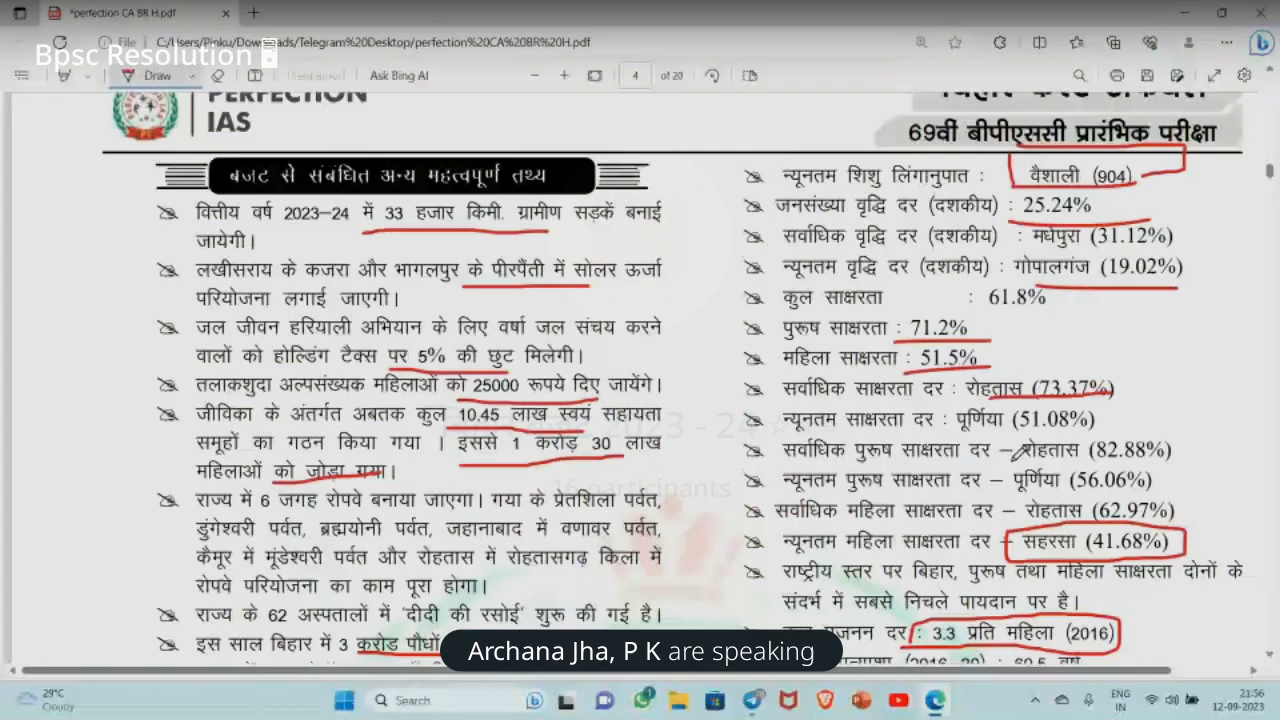 *perfection CA BR H.pdf
File C:/Users/Pinku/Downloads/Telegram%20Desktop/perfection%20CA%20BR%20H.pdf
Bpsc Resolution
Draw
Ask Bing AI
4 of 20
PERFECTION
IAS
69वीं बीपीएससी प्रारंभिक परीक्षा
बजट से संबंधित अन्य महत्वपूर्ण तथ्य
वित्तीय वर्ष 2023–24 में 33 हजार किमी. ग्रामीण सड़कें बनाई
जायेगी।
लखीसराय के कजरा और भागलपुर के पीरपैंती में सोलर ऊर्जा
परियोजना लगाई जाएगी।
जल जीवन हरियाली अभियान के लिए वर्षा जल संचय करने
वालों को होल्डिंग टैक्स पर 5% की छुट मिलेगी।
तलाकशुदा अल्पसंख्यक महिलाओं को 25000 रूपये दिए जायेंगे।
जीविका के अंतर्गत अबतक कुल 10.45 लाख स्वयं सहायता
समूहों का गठन किया गया । इससे 1 करोड़ 30 लाख
महिलाओं को जोड़ा गया।
राज्य में 6 जगह रोपवे बनाया जाएगा। गया के प्रेतशिला पर्वत,
डुंगेश्वरी पर्वत, ब्रह्मयोनी पर्वत, जहानाबाद में वणावर पर्वत,
कैमूर में मूंडेश्वरी पर्वत और रोहतास में रोहतासगढ़ किला में
रोपवे परियोजना का काम पूरा होगा।
राज्य के 62 अस्पतालों में 'दीदी की रसोई' शुरू की गई है।
इस साल बिहार में 3 करोड़ पौधों
न्यूनतम शिशु लिंगानुपात : वैशाली (904)
जनसंख्या वृद्धि दर (दशकीय) : 25.24%
सर्वाधिक वृद्धि दर (दशकीय) : मधेपुरा (31.12%)
न्यूनतम वृद्धि दर (दशकीय) : गोपालगंज (19.02%)
कुल साक्षरता : 61.8%
पुरूष साक्षरता : 71.2%
महिला साक्षरता : 51.5%
सर्वाधिक साक्षरता दर : रोहतास (73.37%)
न्यूनतम साक्षरता दर : पूर्णिया (51.08%)
सर्वाधिक पुरूष साक्षरता दर – रोहतास (82.88%)
न्यूनतम पुरूष साक्षरता दर – पूर्णिया (56.06%)
सर्वाधिक महिला साक्षरता दर – रोहतास (62.97%)
न्यूनतम महिला साक्षरता दर – सहरसा (41.68%)
राष्ट्रीय स्तर पर बिहार, पुरूष तथा महिला साक्षरता दोनों के
संदर्भ में सबसे निचले पायदान पर है।
प्रजनन दर : 3.3 प्रति महिला (2016)
2023 - 24
16 participants
Archana Jha, P K are speaking
29°C
Cloudy
Search
ENG
IN
21:56
12-09-2023